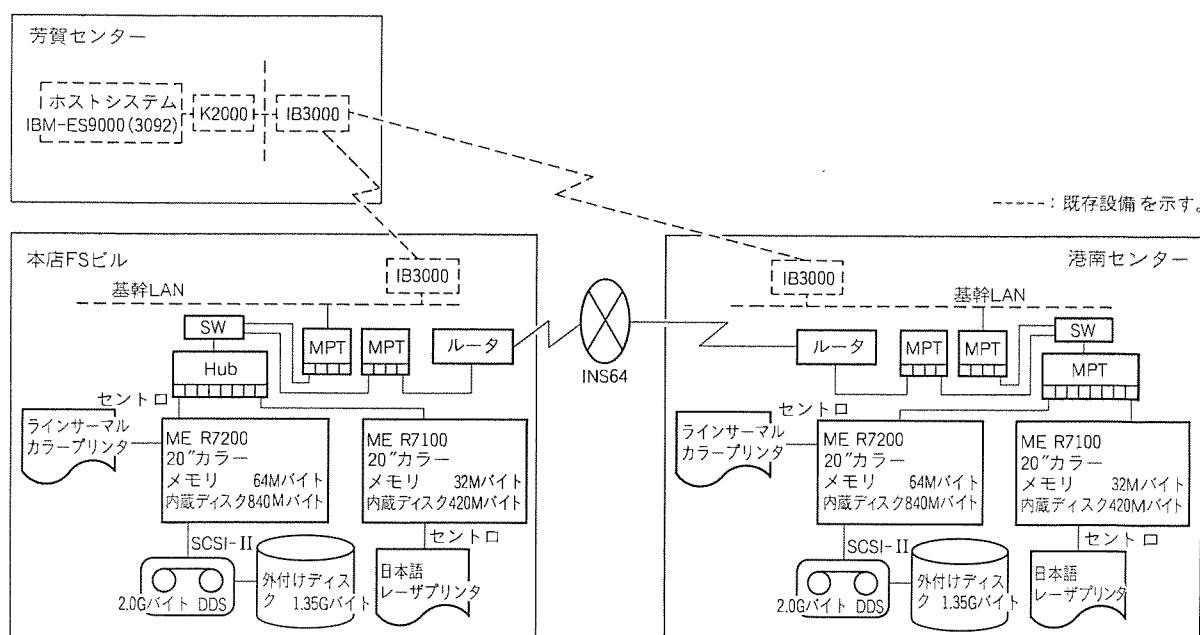 芳賀センター
ホストシステム
IBM-ES9000(3092)
K2000
IB3000
-----：既存設備を示す。
本店FSビル
IB3000
基幹LAN
SW
MPT
MPT
ルータ
Hub
セントロ
ラインサーマル
カラープリンタ
ME R7200
20″カラー
メモリ 64Mバイト
内蔵ディスク840Mバイト
ME R7100
20″カラー
メモリ 32Mバイト
内蔵ディスク420Mバイト
SCSI-II
セントロ
2.0Gバイト DDS
外付けディス
ク 1.35Gバイト
日本語
レーザプリンタ
INS64
港南センター
IB3000
基幹LAN
ルータ
MPT
MPT
SW
MPT
セントロ
ラインサーマル
カラープリンタ
ME R7200
20″カラー
メモリ 64Mバイト
内蔵ディスク840Mバイト
ME R7100
20″カラー
メモリ 32Mバイト
内蔵ディスク420Mバイト
SCSI-II
セントロ
2.0Gバイト DDS
外付けディス
ク 1.35Gバイト
日本語
レーザプリンタ